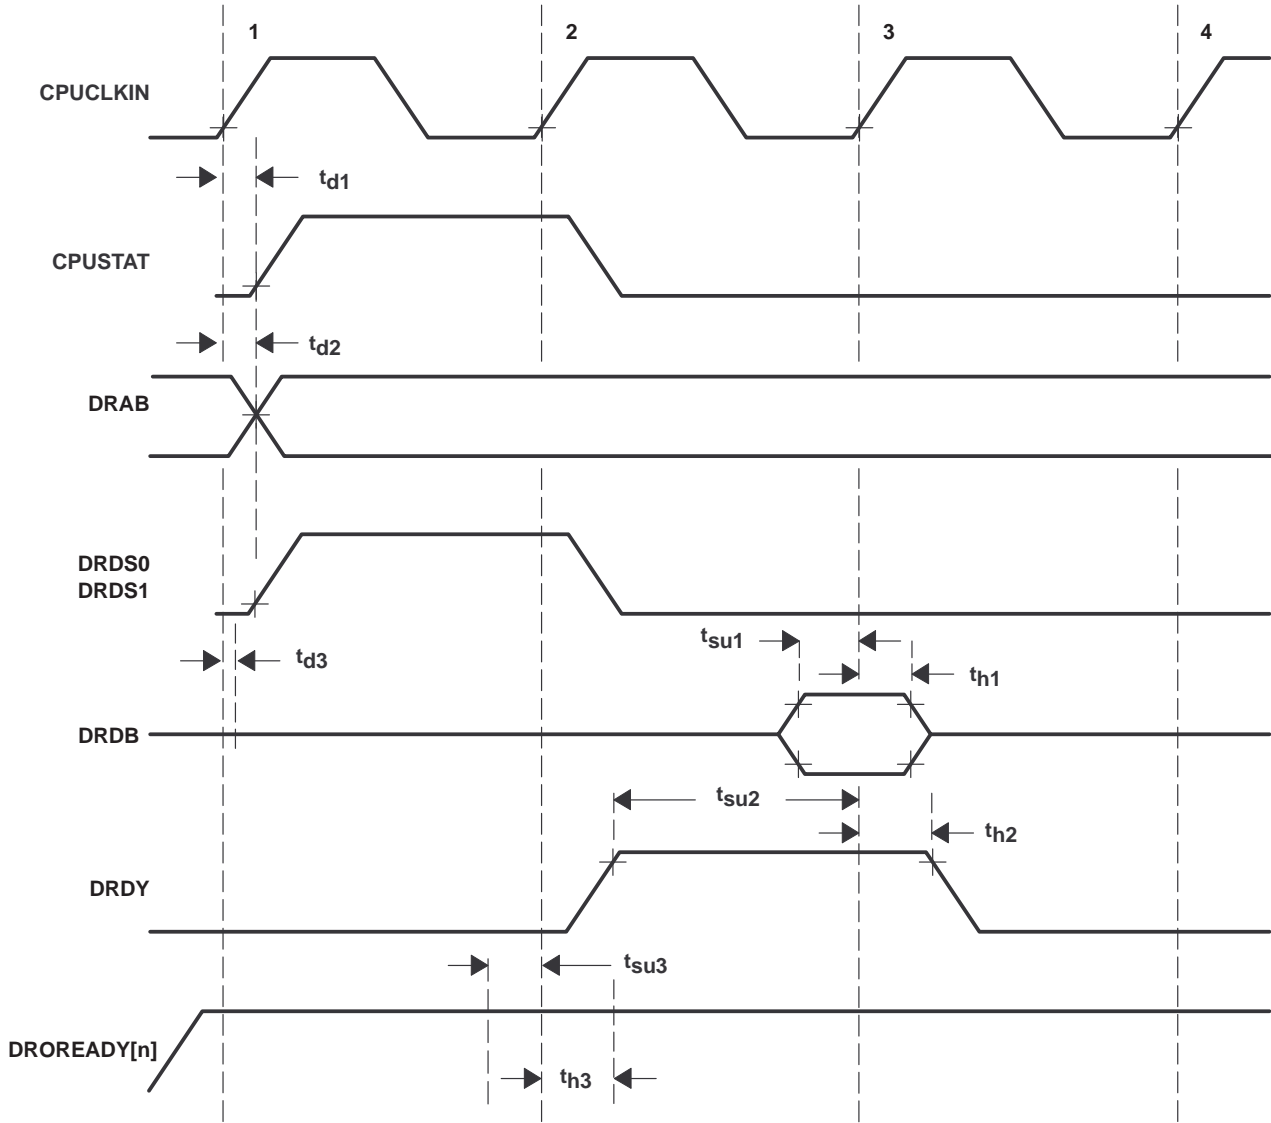 1 2 3 4
CPUCLKIN
td1
CPUSTAT
td2
DRAB
DRDS0
DRDS1
tsu1
td3
th1
DRDB
tsu2
th2
DRDY
tsu3
DROREADY[n]
th3